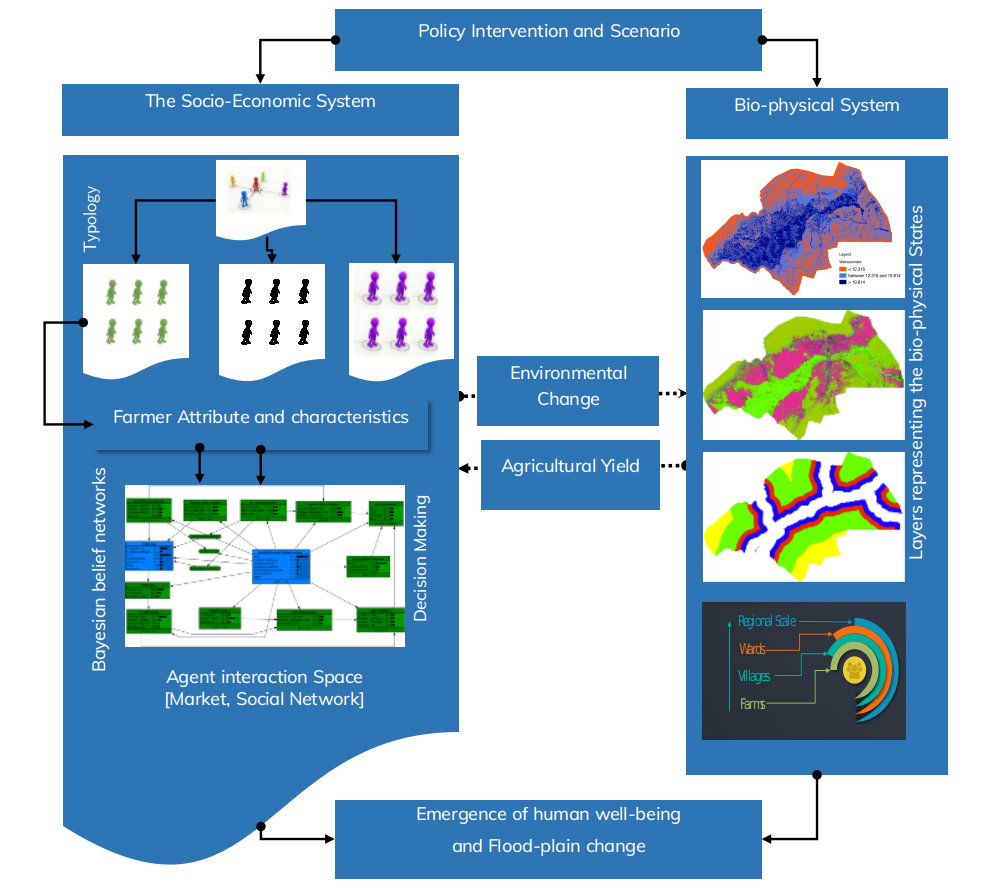 Policy Intervention and Scenario
The Socio-Economic System
Bio-physical System
Typology
Farmer Attribute and characteristics
Bayesian belief networks
Decision Making
Agent interaction Space
[Market, Social Network]
Environmental
Change
Agricultural Yield
Legend
< 12.316
between 12.316 and 19.814
> 19.814
Layers representing the bio-physical States
Regional Scale
Wards
Villages
Farms
Emergence of human well-being
and Flood-plain change